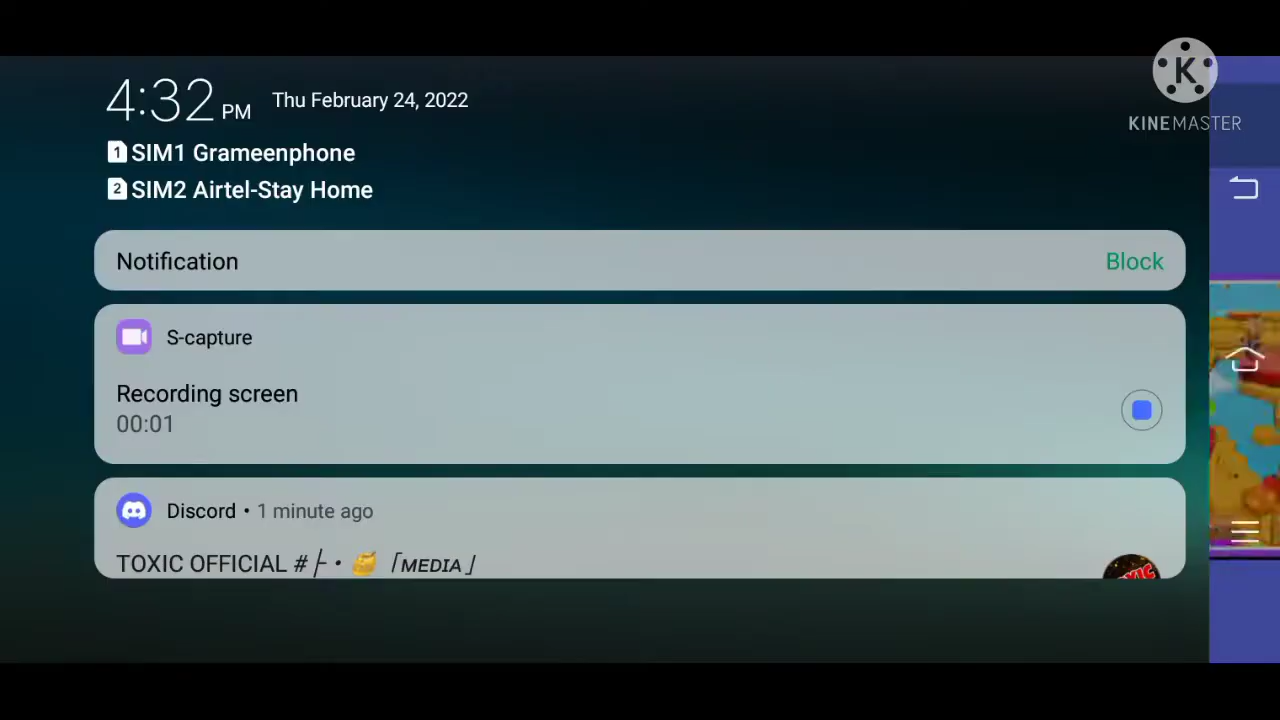 4:32 PM Thu February 24, 2022
K
KINEMASTER
1 SIM1 Grameenphone
2 SIM2 Airtel-Stay Home
Notification Block
S-capture
Recording screen
00:01
Discord • 1 minute ago
TOXIC OFFICIAL #├・🍯「ᴍᴇᴅɪᴀ」